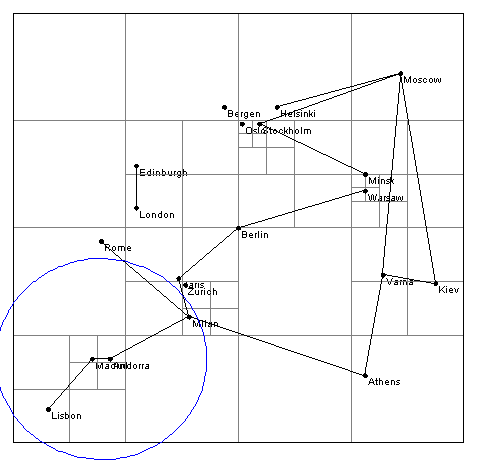 Moscow
Bergen
Helsinki
Oslo
Stockholm
Edinburgh
Minsk
Warsaw
London
Berlin
Rome
Paris
Zurich
Varna
Kiev
Milan
Madrid
Andorra
Athens
Lisbon